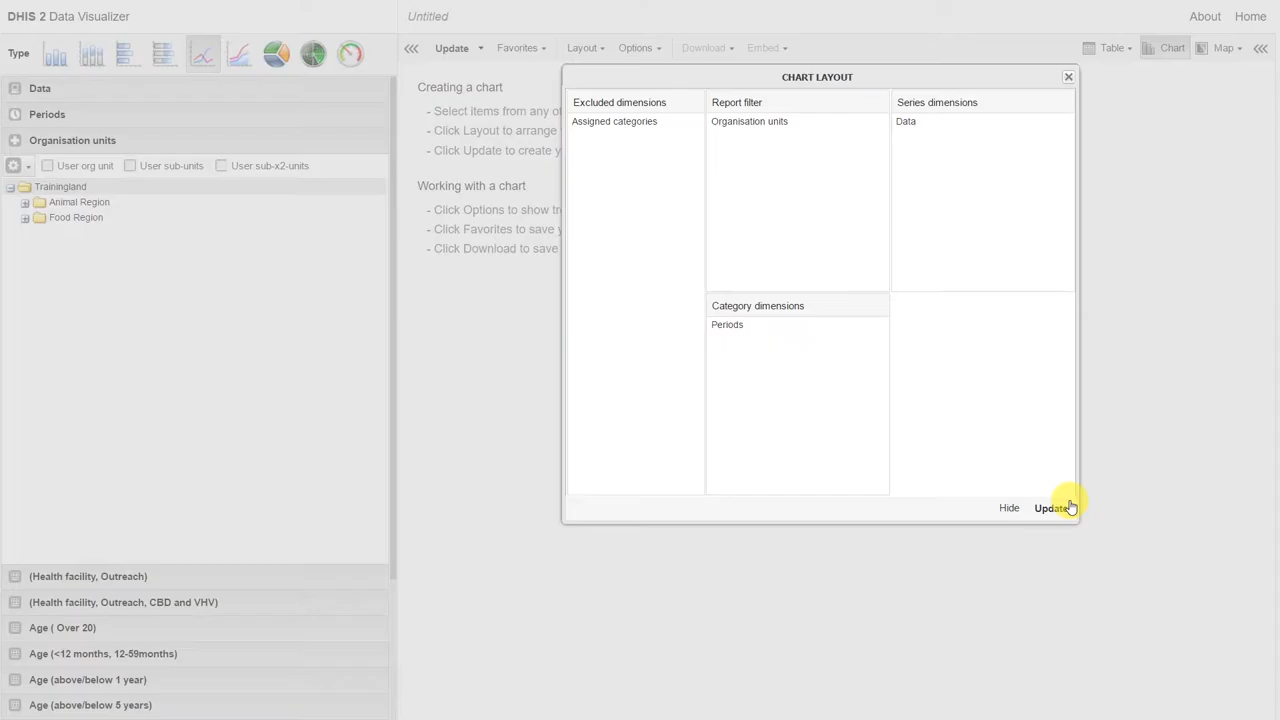 DHIS 2 Data Visualizer
Untitled
About Home
Type
Update Favorites Layout Options Download Embed Table Chart Map
Data
Periods
Organisation units
User org unit User sub-units User sub-x2-units
Trainingland
Animal Region
Food Region
(Health facility, Outreach)
(Health facility, Outreach, CBD and VHV)
Age ( Over 20)
Age (<12 months, 12-59months)
Age (above/below 1 year)
Age (above/below 5 years)
Creating a chart
- Select items from any of
- Click Layout to arrange
- Click Update to create y
Working with a chart
- Click Options to show tre
- Click Favorites to save y
- Click Download to save
CHART LAYOUT
Excluded dimensions
Assigned categories
Report filter
Organisation units
Series dimensions
Data
Category dimensions
Periods
Hide Update